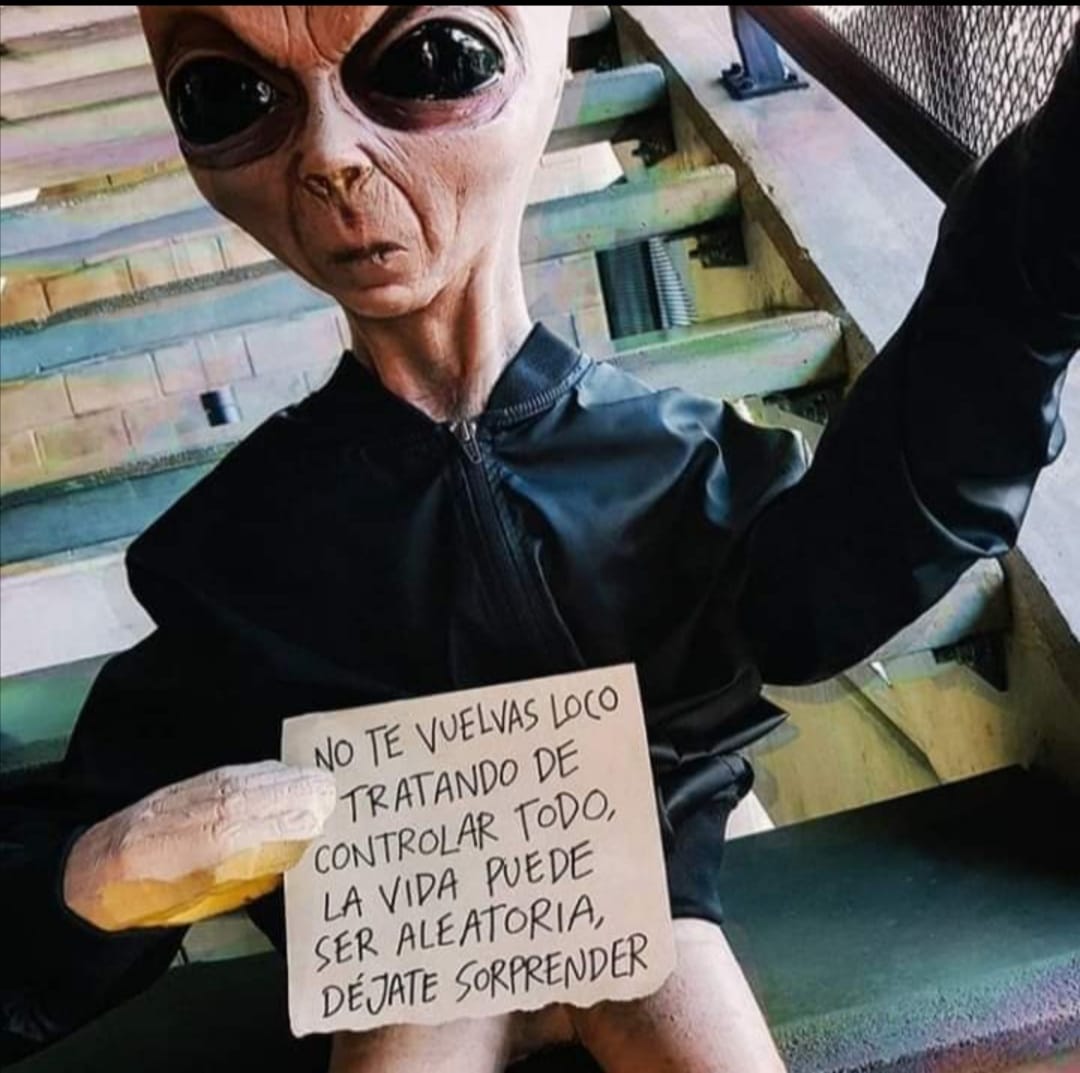 NO TE VUELVAS LOCO
TRATANDO DE
CONTROLAR TODO,
LA VIDA PUEDE
SER ALEATORIA,
DÉJATE SORPRENDER